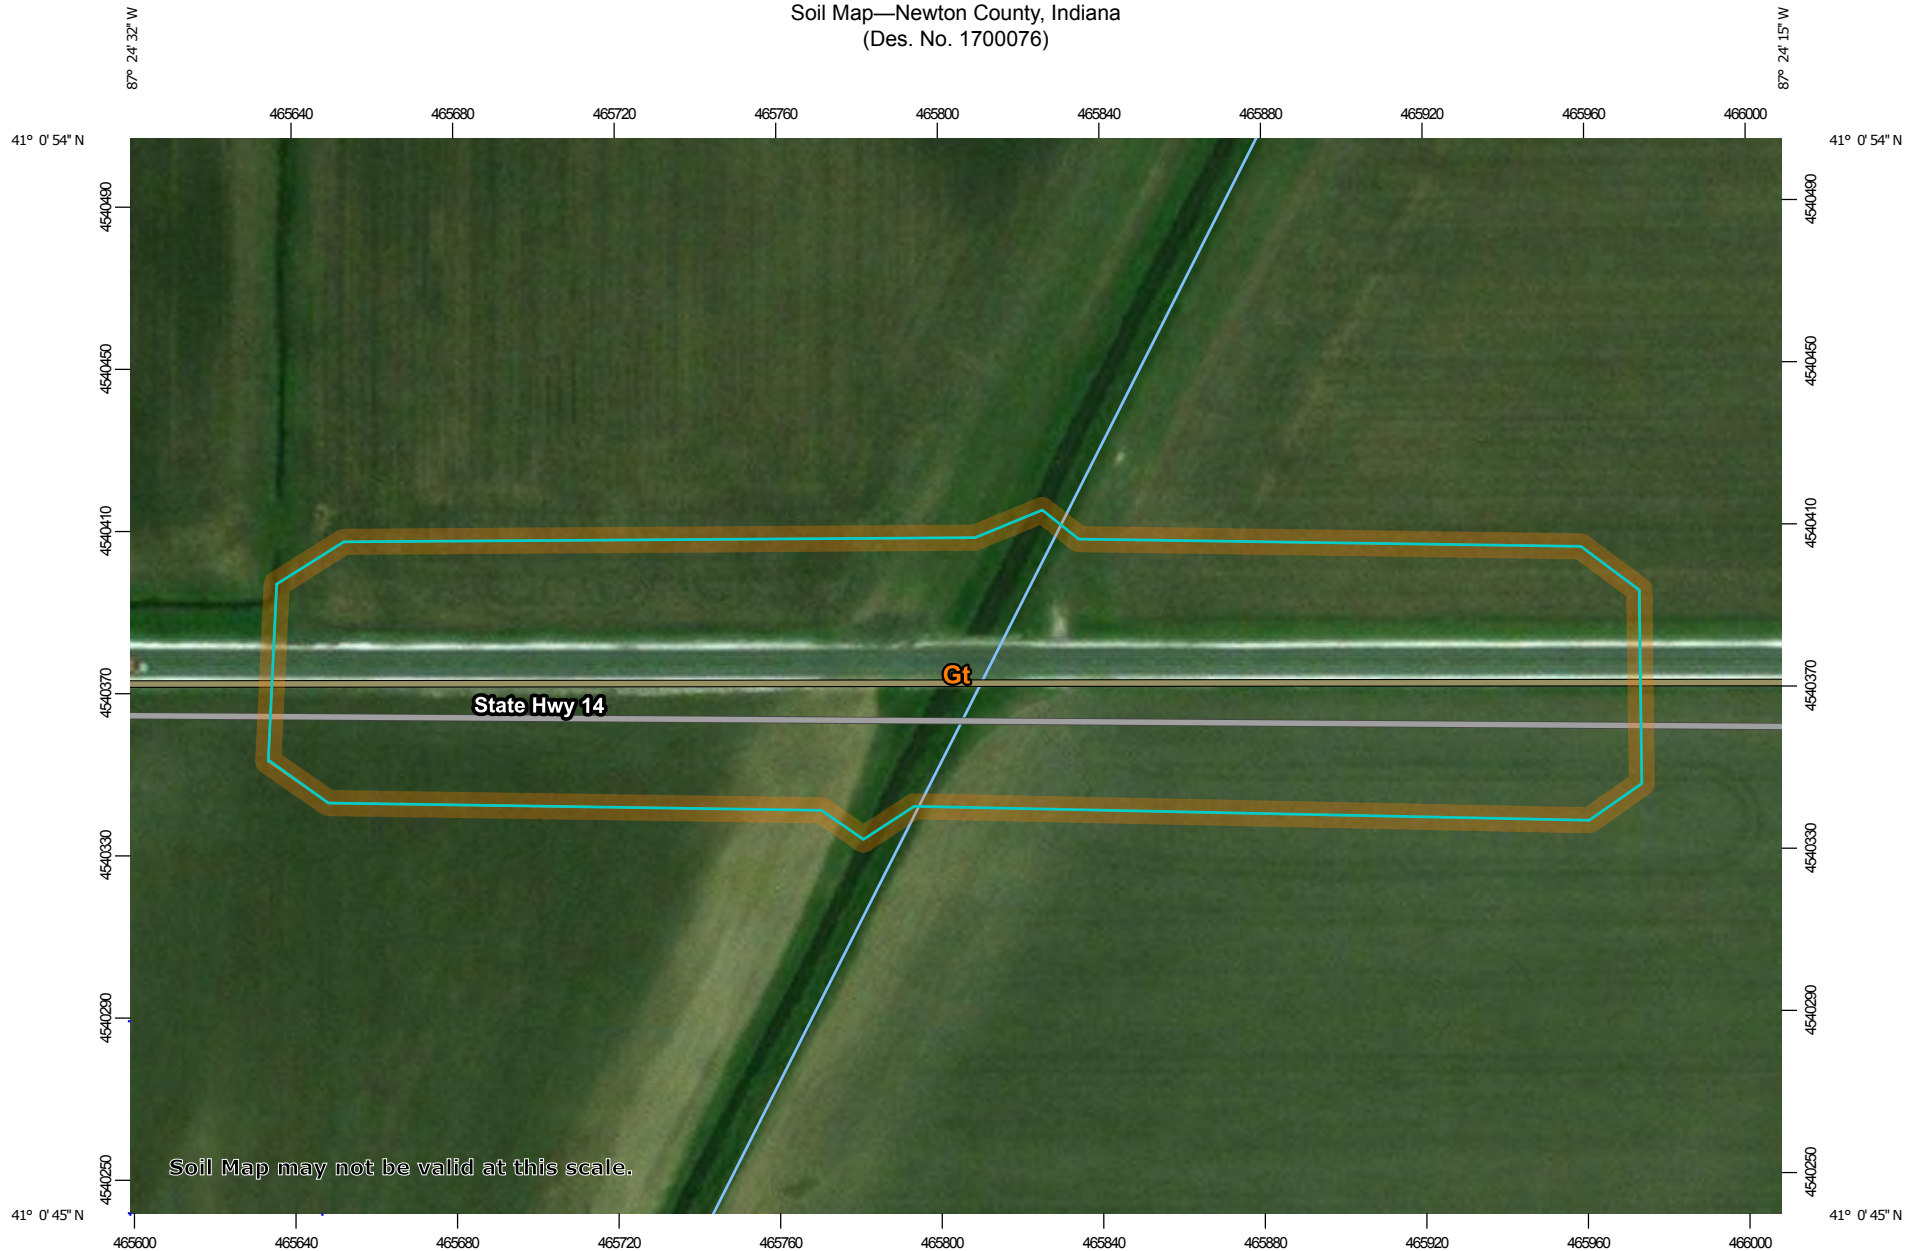 Soil Map—Newton County, Indiana
(Des. No. 1700076)
87° 24' 32'' W
87° 24' 15'' W
465640 465680 465720 465760 465800 465840 465880 465920 465960 466000
41° 0' 54'' N
41° 0' 54'' N
4540490
4540490
4540450
4540450
4540410
4540410
4540370
4540370
Gt
State Hwy 14
4540330
4540330
4540290
4540290
4540250
4540250
Soil Map may not be valid at this scale.
41° 0' 45'' N
41° 0' 45'' N
465600 465640 465680 465720 465760 465800 465840 465880 465920 465960 466000